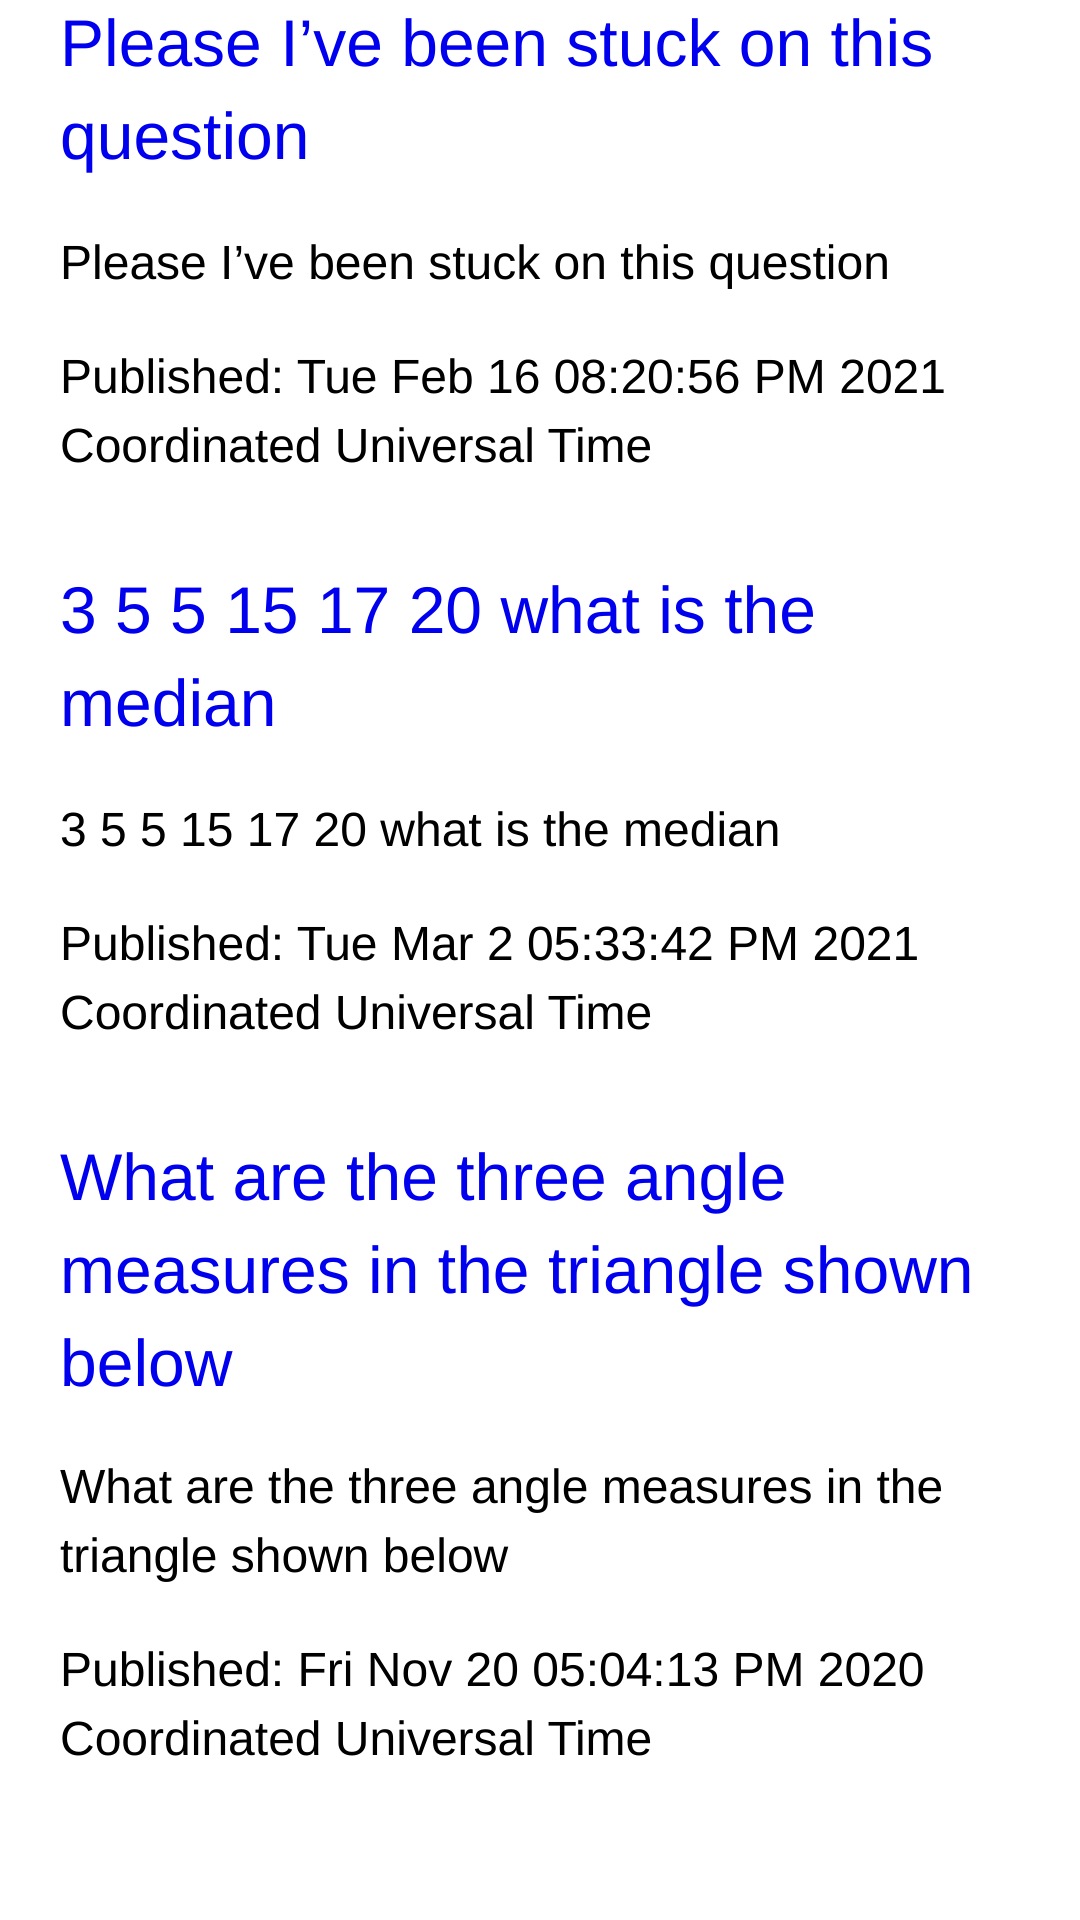 Please I’ve been stuck on this
question
Please I’ve been stuck on this question
Published: Tue Feb 16 08:20:56 PM 2021
Coordinated Universal Time
3 5 5 15 17 20 what is the
median
3 5 5 15 17 20 what is the median
Published: Tue Mar 2 05:33:42 PM 2021
Coordinated Universal Time
What are the three angle
measures in the triangle shown
below
What are the three angle measures in the
triangle shown below
Published: Fri Nov 20 05:04:13 PM 2020
Coordinated Universal Time